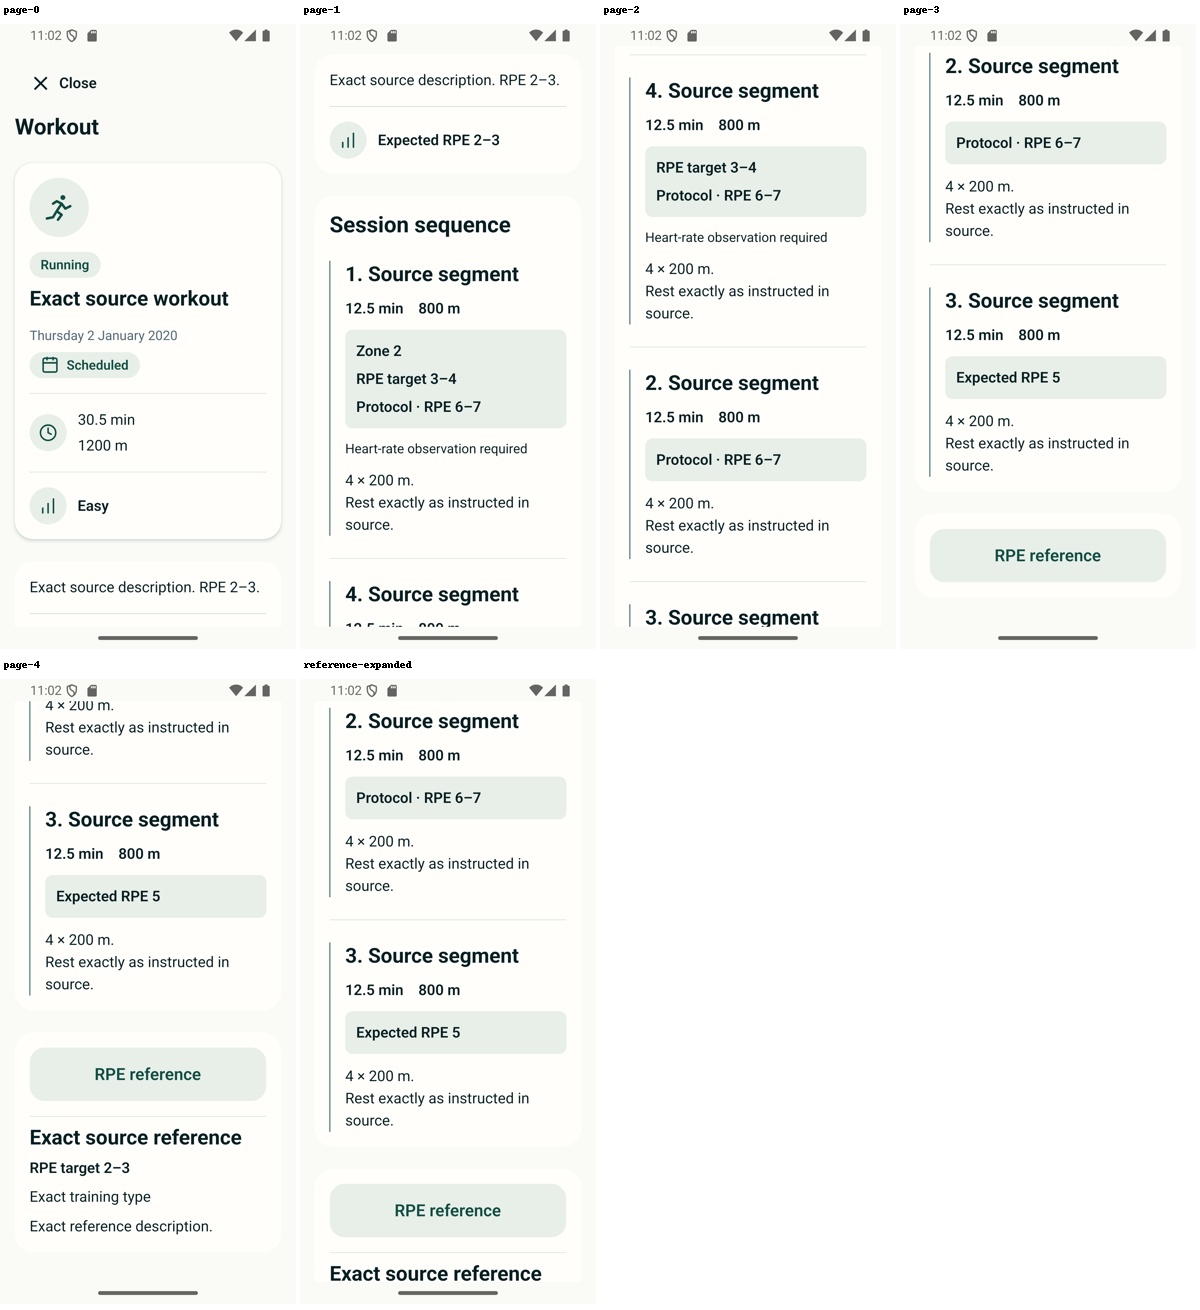 page-0
11:02
Close
Workout
Running
Exact source workout
Thursday 2 January 2020
Scheduled
30.5 min
1200 m
Easy
Exact source description. RPE 2–3.
page-1
11:02
Exact source description. RPE 2–3.
Expected RPE 2–3
Session sequence
1. Source segment
12.5 min 800 m
Zone 2
RPE target 3–4
Protocol · RPE 6–7
Heart-rate observation required
4 × 200 m.
Rest exactly as instructed in
source.
4. Source segment
12.5 min 800 m
page-2
11:02
4. Source segment
12.5 min 800 m
RPE target 3–4
Protocol · RPE 6–7
Heart-rate observation required
4 × 200 m.
Rest exactly as instructed in
source.
2. Source segment
12.5 min 800 m
Protocol · RPE 6–7
4 × 200 m.
Rest exactly as instructed in
source.
3. Source segment
page-3
11:02
2. Source segment
12.5 min 800 m
Protocol · RPE 6–7
4 × 200 m.
Rest exactly as instructed in
source.
3. Source segment
12.5 min 800 m
Expected RPE 5
4 × 200 m.
Rest exactly as instructed in
source.
RPE reference
page-4
11:02
4 × 200 m.
Rest exactly as instructed in
source.
3. Source segment
12.5 min 800 m
Expected RPE 5
4 × 200 m.
Rest exactly as instructed in
source.
RPE reference
Exact source reference
RPE target 2–3
Exact training type
Exact reference description.
reference-expanded
11:02
2. Source segment
12.5 min 800 m
Protocol · RPE 6–7
4 × 200 m.
Rest exactly as instructed in
source.
3. Source segment
12.5 min 800 m
Expected RPE 5
4 × 200 m.
Rest exactly as instructed in
source.
RPE reference
Exact source reference